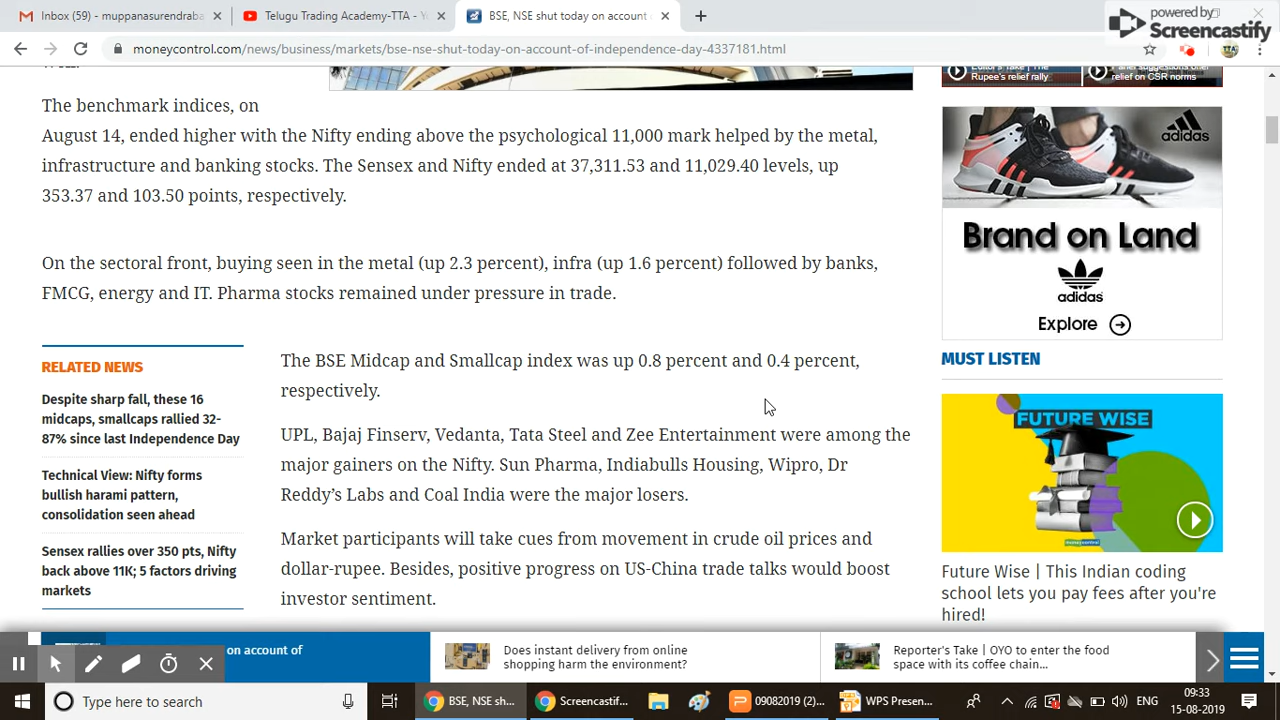 Inbox (59) - muppanasurendraba
Telugu Trading Academy-TTA - Y
BSE, NSE shut today on account
powered by
Screencastify
moneycontrol.com/news/business/markets/bse-nse-shut-today-on-account-of-independence-day-4337181.html
The benchmark indices, on
August 14, ended higher with the Nifty ending above the psychological 11,000 mark helped by the metal,
infrastructure and banking stocks. The Sensex and Nifty ended at 37,311.53 and 11,029.40 levels, up
353.37 and 103.50 points, respectively.
On the sectoral front, buying seen in the metal (up 2.3 percent), infra (up 1.6 percent) followed by banks,
FMCG, energy and IT. Pharma stocks remained under pressure in trade.
RELATED NEWS
Despite sharp fall, these 16
midcaps, smallcaps rallied 32-
87% since last Independence Day
Technical View: Nifty forms
bullish harami pattern,
consolidation seen ahead
Sensex rallies over 350 pts, Nifty
back above 11K; 5 factors driving
markets
The BSE Midcap and Smallcap index was up 0.8 percent and 0.4 percent,
respectively.
UPL, Bajaj Finserv, Vedanta, Tata Steel and Zee Entertainment were among the
major gainers on the Nifty. Sun Pharma, Indiabulls Housing, Wipro, Dr
Reddy's Labs and Coal India were the major losers.
Market participants will take cues from movement in crude oil prices and
dollar-rupee. Besides, positive progress on US-China trade talks would boost
investor sentiment.
Editor's Take | The
Rupee's relief rally
Panel suggestions offer
relief on CSR norms
adidas
Brand on Land
adidas
Explore
MUST LISTEN
FUTURE WISE
Future Wise | This Indian coding
school lets you pay fees after you're
hired!
on account of
Does instant delivery from online
shopping harm the environment?
Reporter's Take | OYO to enter the food
space with its coffee chain...
Type here to search
BSE, NSE sh...
Screencastif...
09082019 (2)...
WPS Presen...
ENG
09:33
15-08-2019